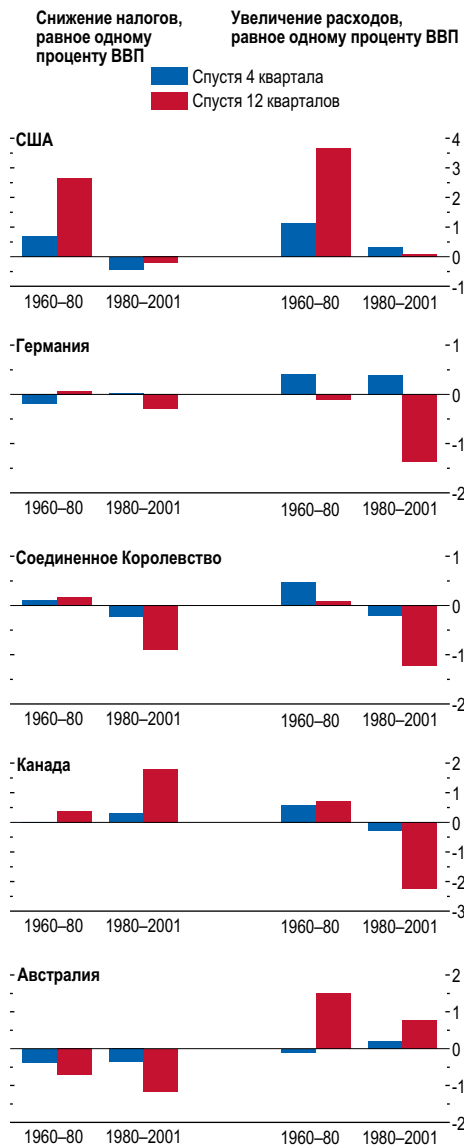 Снижение налогов,
равное одному
проценту ВВП
Увеличение расходов,
равное одному проценту ВВП
Спустя 4 квартала
Спустя 12 кварталов
США
4
3
2
1
0
-1
1960–80 1980–2001 1960–80 1980–2001
Германия
1
0
-1
-2
1960–80 1980–2001 1960–80 1980–2001
Соединенное Королевство
1
0
-1
-2
1960–80 1980–2001 1960–80 1980–2001
Канада
2
1
0
-1
-2
-3
1960–80 1980–2001 1960–80 1980–2001
Австралия
2
1
0
-1
-2
1960–80 1980–2001 1960–80 1980–2001